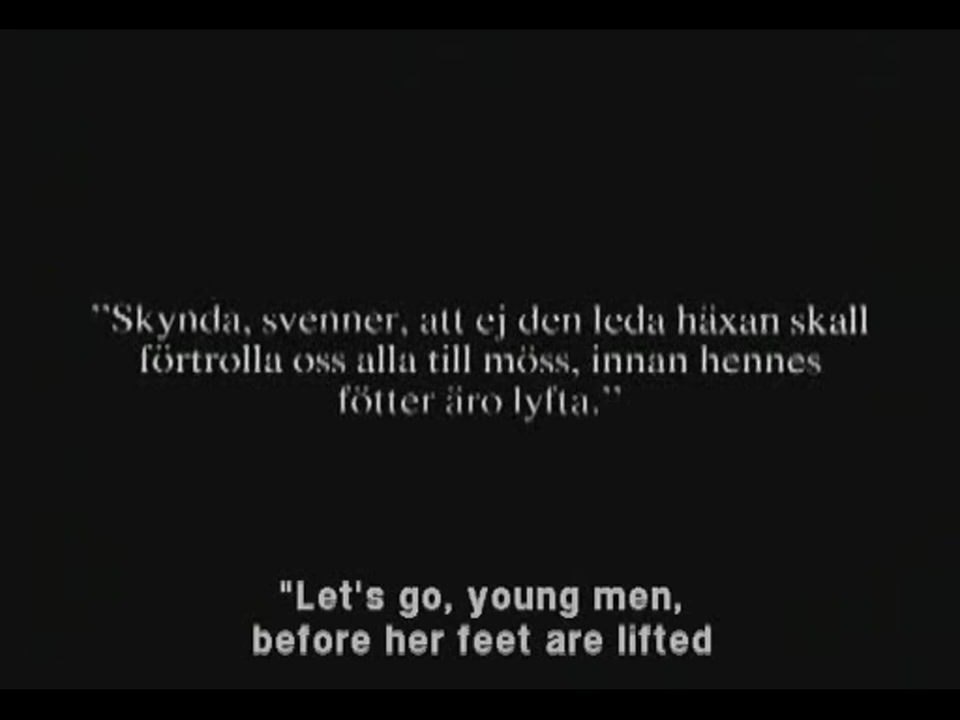 ”Skynda, svenner, att ej den leda häxan skall
förtrolla oss alla till möss, innan hennes
fötter äro lyfta.”
"Let's go, young men,
before her feet are lifted